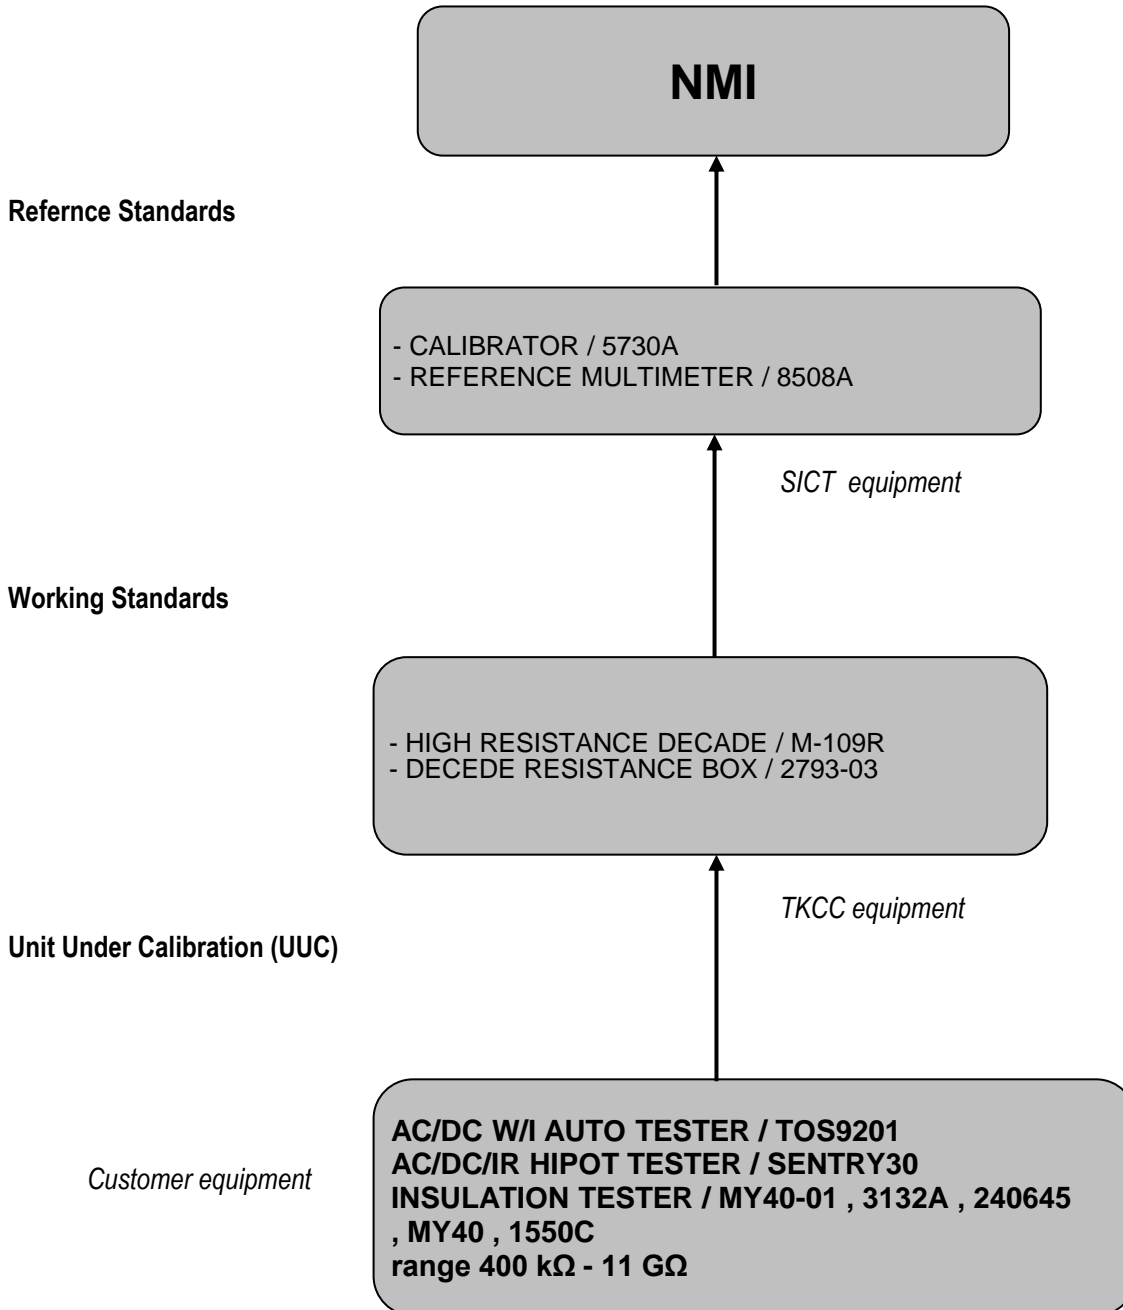 NMI
Refernce Standards
- CALIBRATOR / 5730A
- REFERENCE MULTIMETER / 8508A
SICT equipment
Working Standards
- HIGH RESISTANCE DECADE / M-109R
- DECEDE RESISTANCE BOX / 2793-03
TKCC equipment
Unit Under Calibration (UUC)
Customer equipment
AC/DC W/I AUTO TESTER / TOS9201
AC/DC/IR HIPOT TESTER / SENTRY30
INSULATION TESTER / MY40-01 , 3132A , 240645
, MY40 , 1550C
range 400 kΩ - 11 GΩ